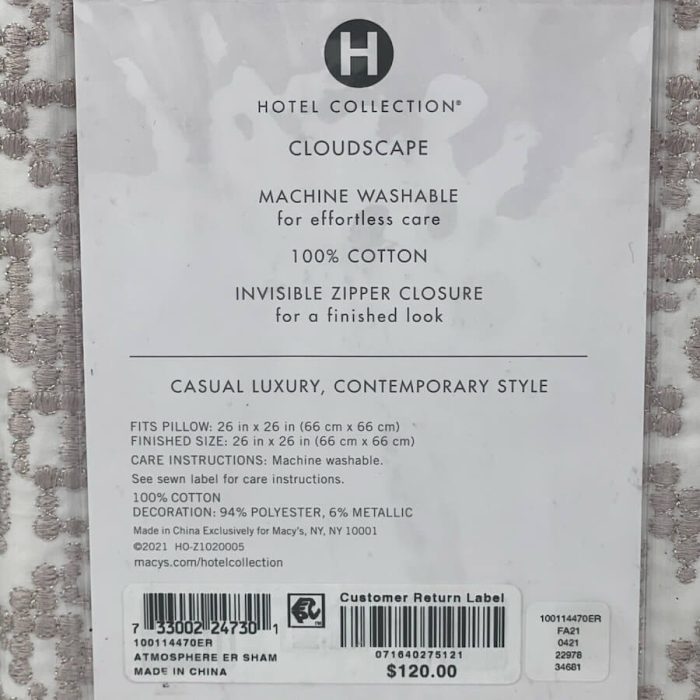 H
HOTEL COLLECTION®
CLOUDSCAPE
MACHINE WASHABLE
for effortless care
100% COTTON
INVISIBLE ZIPPER CLOSURE
for a finished look
CASUAL LUXURY, CONTEMPORARY STYLE
FITS PILLOW: 26 in x 26 in (66 cm x 66 cm)
FINISHED SIZE: 26 in x 26 in (66 cm x 66 cm)
CARE INSTRUCTIONS: Machine washable.
See sewn label for care instructions.
100% COTTON
DECORATION: 94% POLYESTER, 6% METALLIC
Made in China Exclusively for Macy's, NY, NY 10001
©2021 HO-Z1020005
macys.com/hotelcollection
7 33002 24730 1
100114470ER
ATMOSPHERE ER SHAM
MADE IN CHINA
Customer Return Label
071640275121
$120.00
100114470ER
FA21
0421
22978
34681